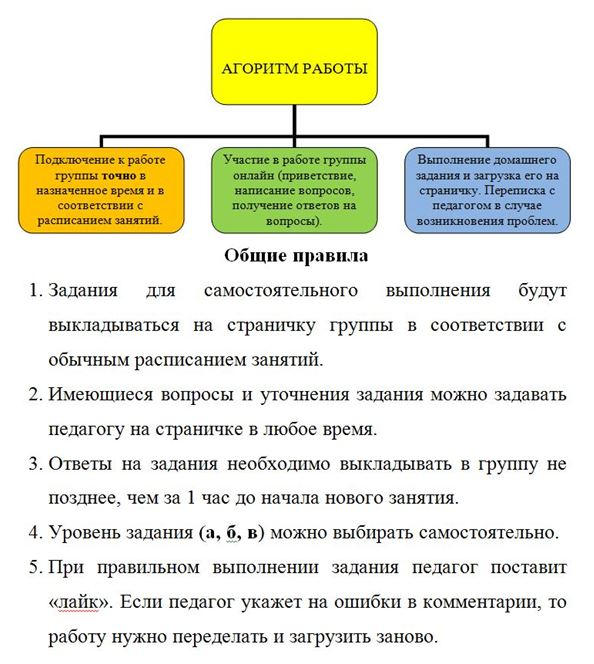 АГОРИТМ РАБОТЫ
Подключение к работе
группы точно в
назначенное время и в
соответствии с
расписанием занятий.
Участие в работе группы
онлайн (приветствие,
написание вопросов,
получение ответов на
вопросы).
Выполнение домашнего
задания и загрузка его на
страничку. Переписка с
педагогом в случае
возникновения проблем.
Общие правила
1. Задания для самостоятельного выполнения будут
выкладываться на страничку группы в соответствии с
обычным расписанием занятий.
2. Имеющиеся вопросы и уточнения задания можно задавать
педагогу на страничке в любое время.
3. Ответы на задания необходимо выкладывать в группу не
позднее, чем за 1 час до начала нового занятия.
4. Уровень задания (а, б, в) можно выбирать самостоятельно.
5. При правильном выполнении задания педагог поставит
«лайк». Если педагог укажет на ошибки в комментарии, то
работу нужно переделать и загрузить заново.